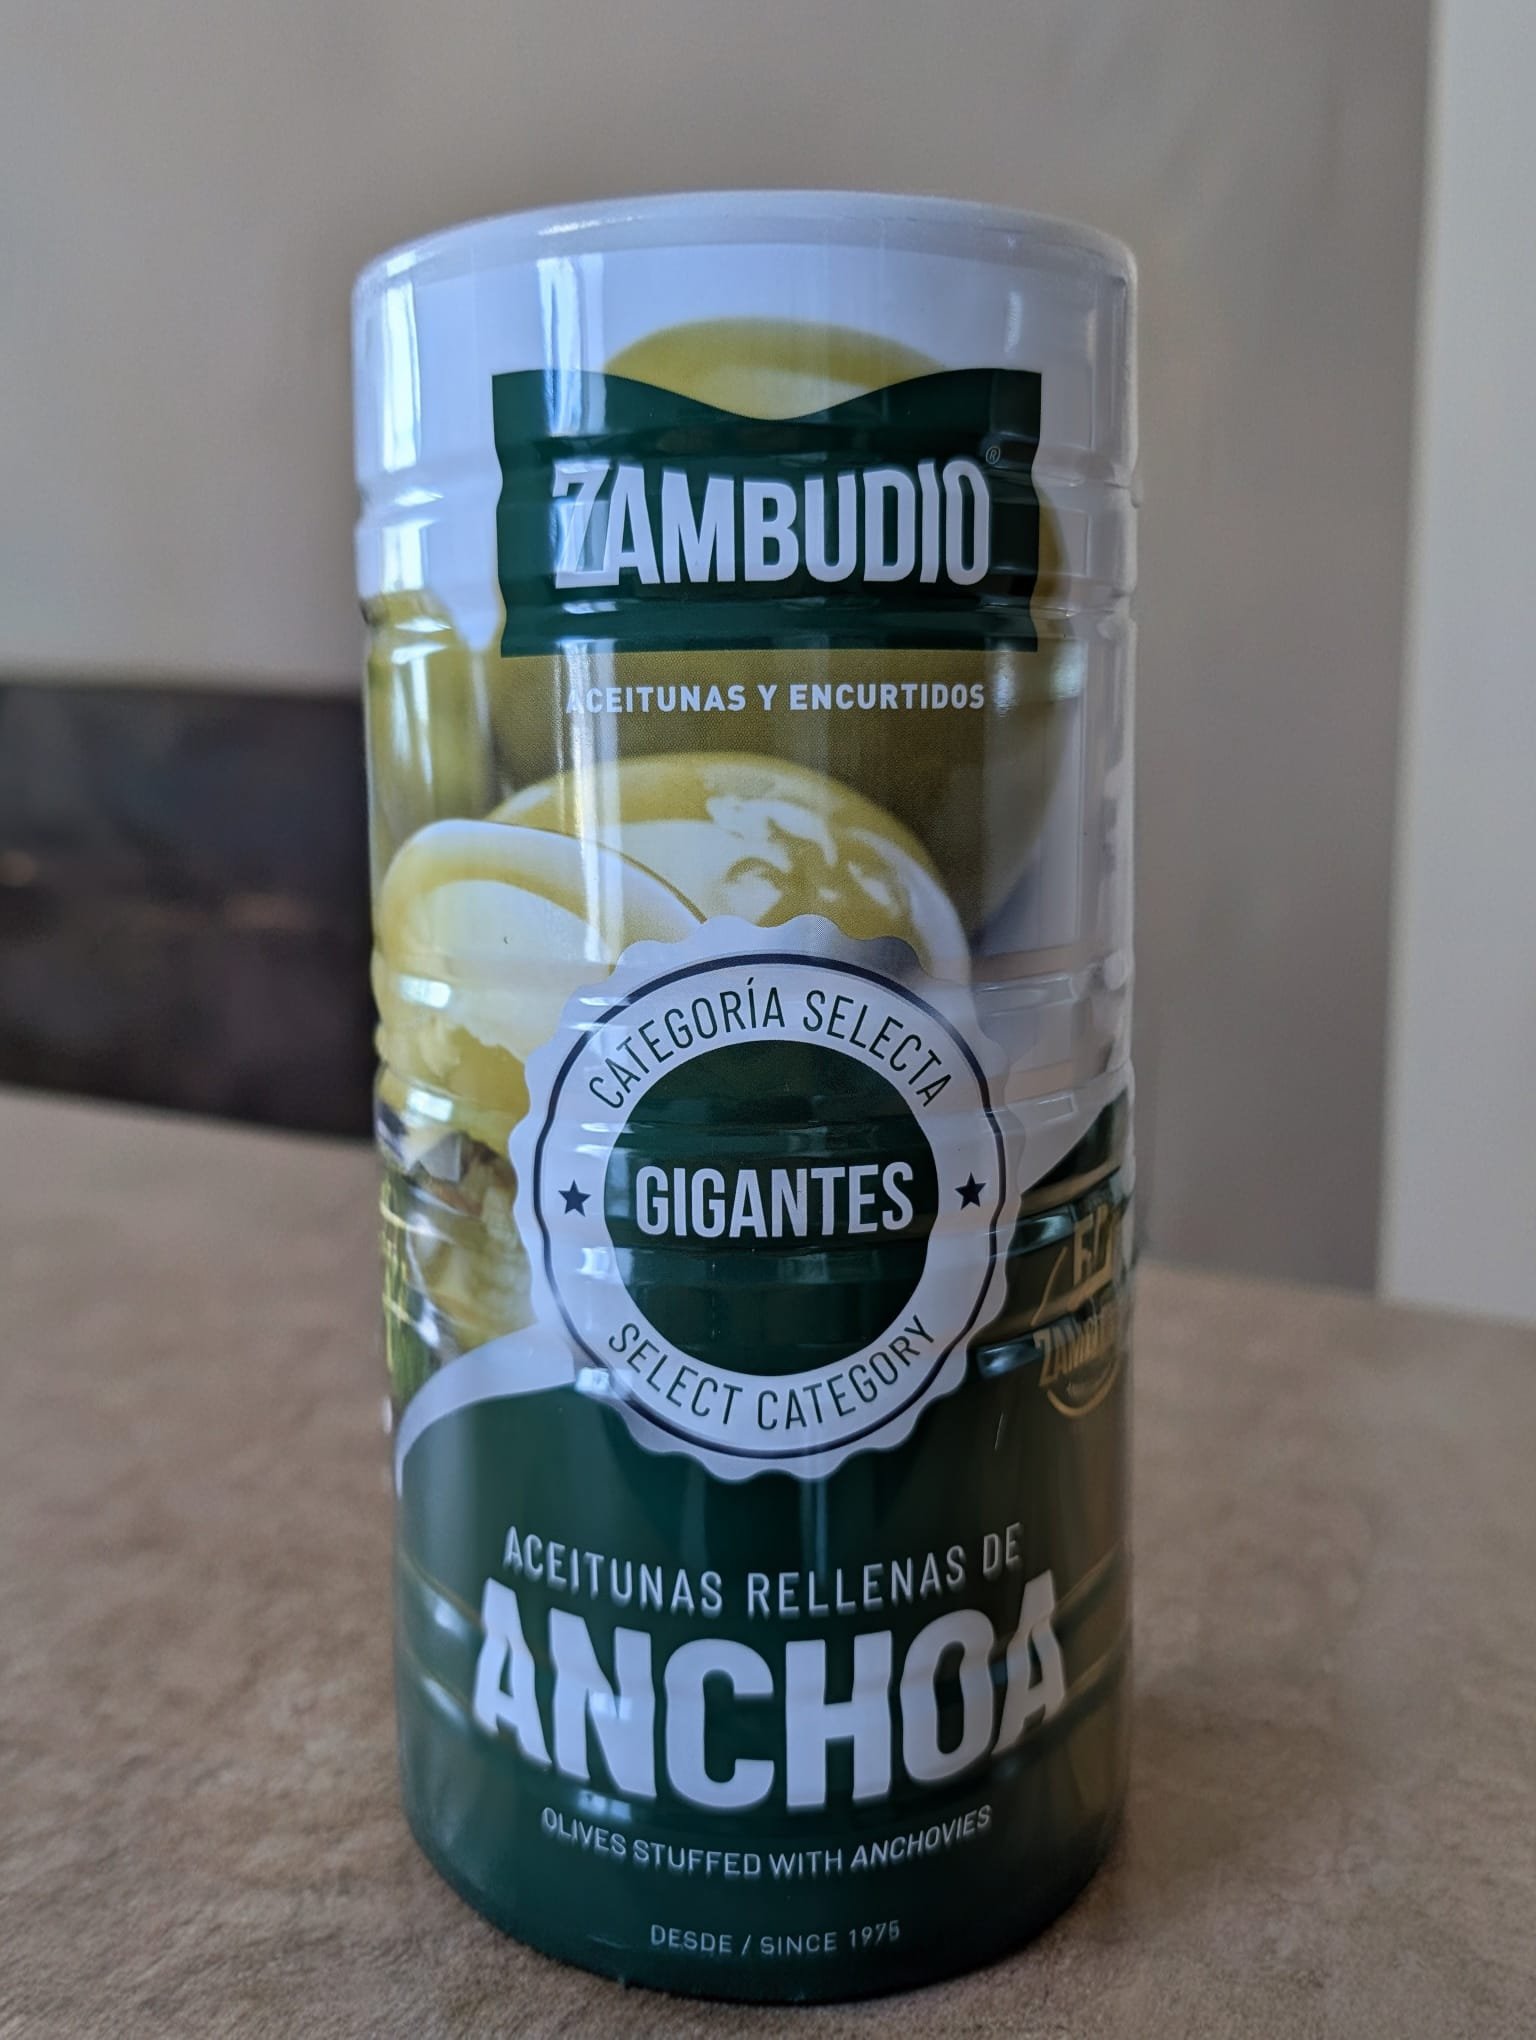 ZAMBUDIO®
ACEITUNAS Y ENCURTIDOS
CATEGORÍA SELECTA
GIGANTES
SELECT CATEGORY
ACEITUNAS RELLENAS DE
ANCHOA
OLIVES STUFFED WITH ANCHOVIES
DESDE / SINCE 1975